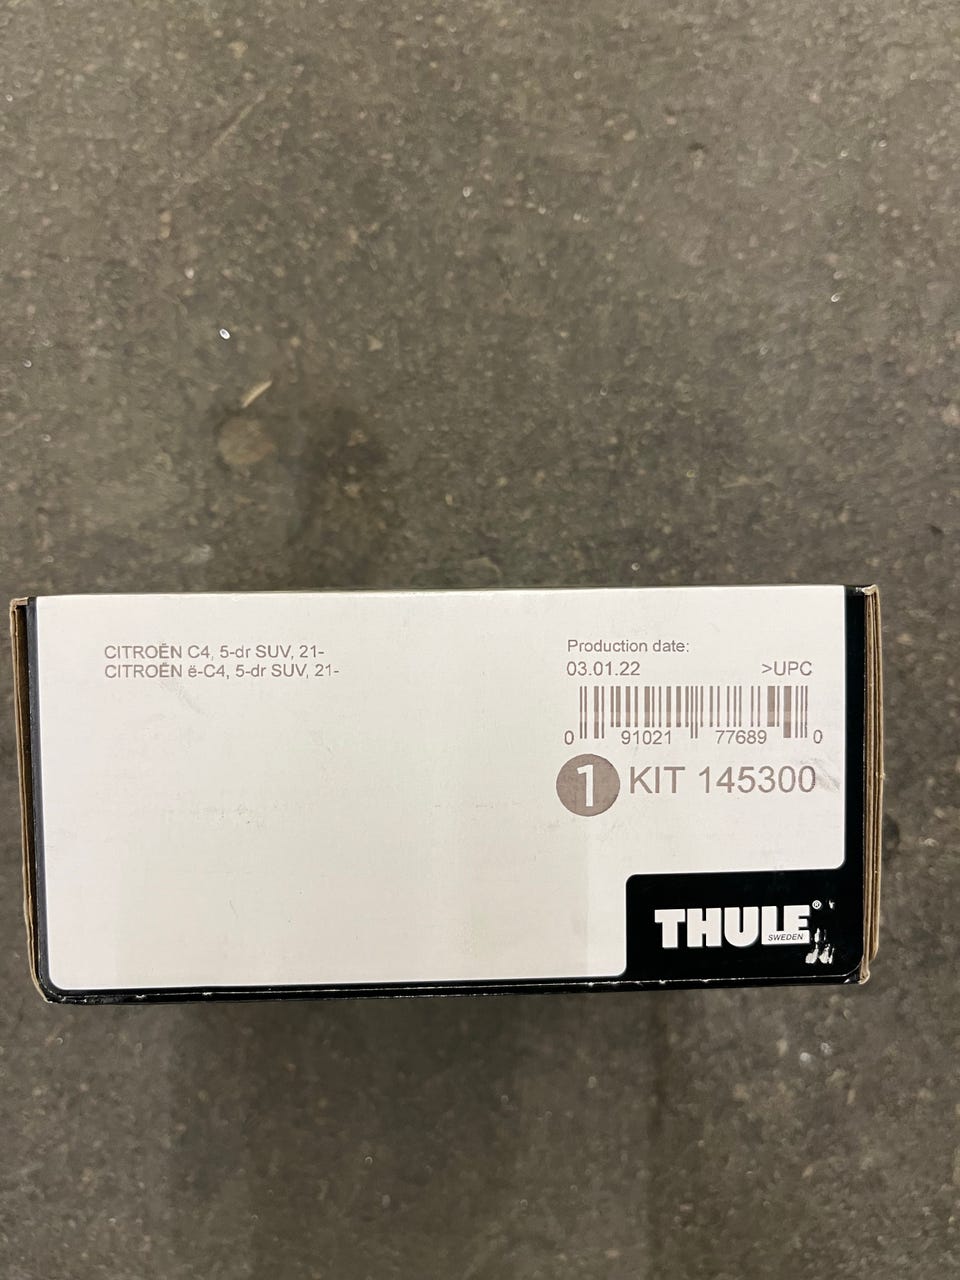 CITROËN C4, 5-dr SUV, 21-
CITROËN ë-C4, 5-dr SUV, 21-
Production date:
03.01.22 >UPC
0 91021 77689 0
1 KIT 145300
THULE®
SWEDEN